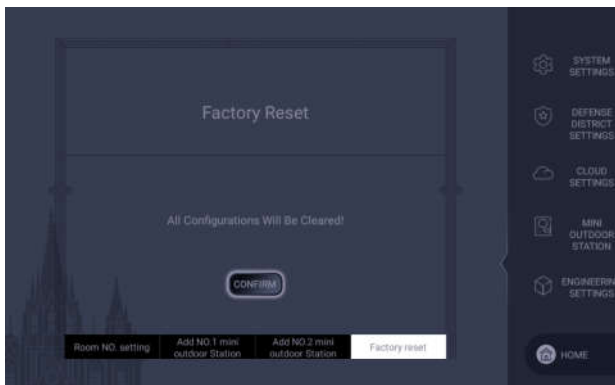 Factory Reset
All Configurations Will Be Cleared!
CONFIRM
Room NO. setting
Add NO.1 mini
outdoor Station
Add NO.2 mini
outdoor Station
Factory reset
SYSTEM
SETTINGS
DEFENSE
DISTRICT
SETTINGS
CLOUD
SETTINGS
MINI
OUTDOOR
STATION
ENGINEERING
SETTINGS
HOME